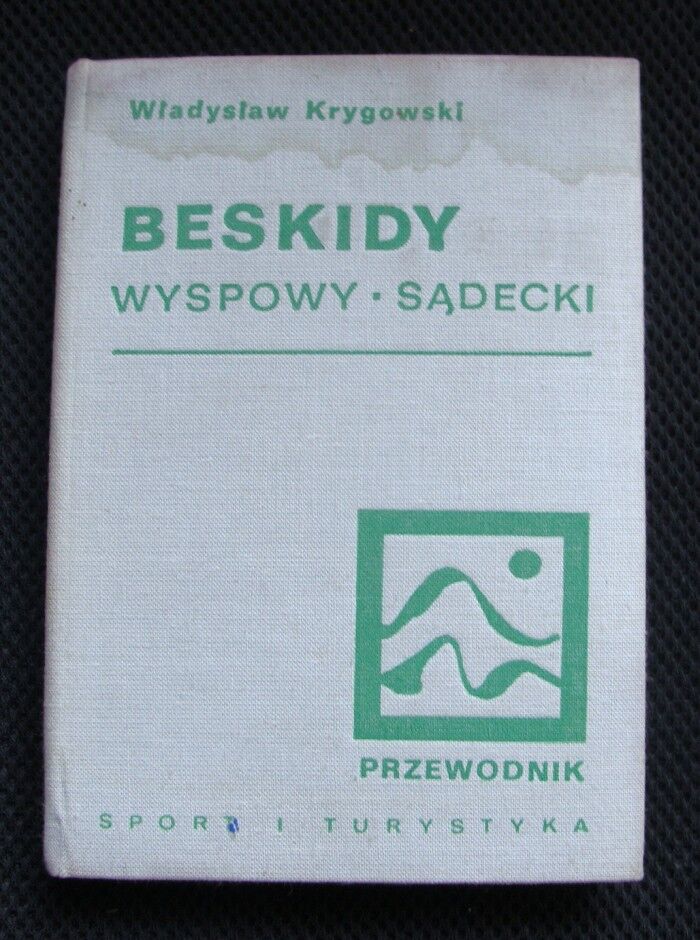 Władysław Krygowski
BESKIDY
WYSPOWY • SĄDECKI
PRZEWODNIK
SPORT I TURYSTYKA